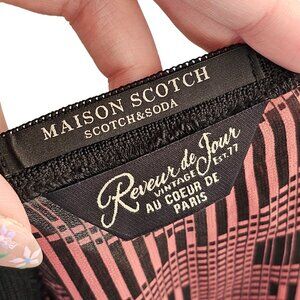 MAISON SCOTCH
SCOTCH&SODA
Reveur de Jour
VINTAGE EST.77
AU COEUR DE
PARIS